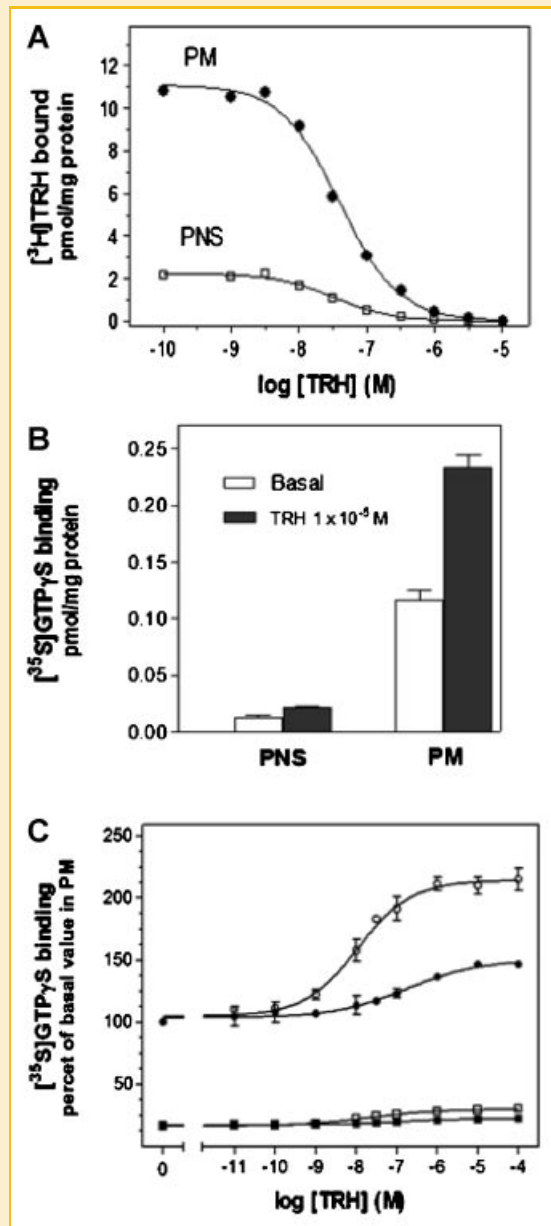 A
PM
PNS
[³H]TRH bound
pmol/mg protein
12
10
8
6
4
2
0
-10 -9 -8 -7 -6 -5
log [TRH] (M)
B
[³⁵S]GTPγS binding
pmol/mg protein
0.25
0.20
0.15
0.10
0.05
0.00
Basal
TRH 1 x 10⁻⁵ M
PNS PM
C
[³⁵S]GTPγS binding
percet of basal value in PM
250
200
150
100
50
0 -11 -10 -9 -8 -7 -6 -5 -4
log [TRH] (M)